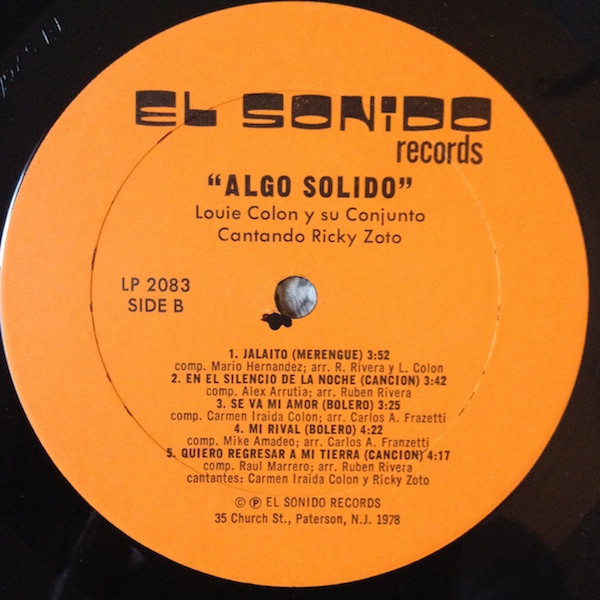 EL SONIDO
records
"ALGO SOLIDO"
Louie Colon y su Conjunto
Cantando Ricky Zoto
LP 2083
SIDE B
1. JALAITO (MERENGUE) 3:52
comp. Mario Hernandez; arr. R. Rivera y L. Colon
2. EN EL SILENCIO DE LA NOCHE (CANCION) 3:42
comp. Alex Arrutia; arr. Ruben Rivera
3. SE VA MI AMOR (BOLERO) 3:25
comp. Carmen Iraida Colon; arr. Carlos A. Frazetti
4. MI RIVAL (BOLERO) 4:22
comp. Mike Amadeo; arr. Carlos A. Franzetti
5. QUIERO REGRESAR A MI TIERRA (CANCION) 4:17
comp. Raul Marrero; arr. Ruben Rivera
cantantes: Carmen Iraida Colon y Ricky Zoto
© ℗ EL SONIDO RECORDS
35 Church St., Paterson, N.J. 1978